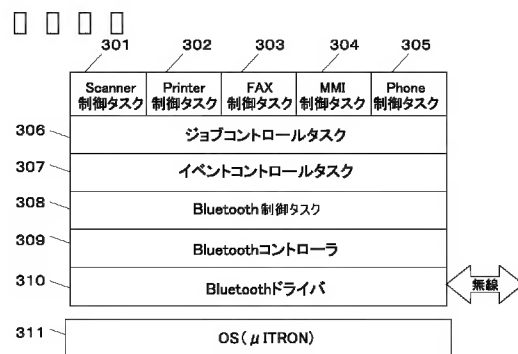 301 302 303 304 305
Scanner 制御タスク
Printer 制御タスク
FAX 制御タスク
MMI 制御タスク
Phone 制御タスク
306 ジョブコントロールタスク
307 イベントコントロールタスク
308 Bluetooth制御タスク
309 Bluetoothコントローラ
310 Bluetoothドライバ 無線
311 OS(μITRON)